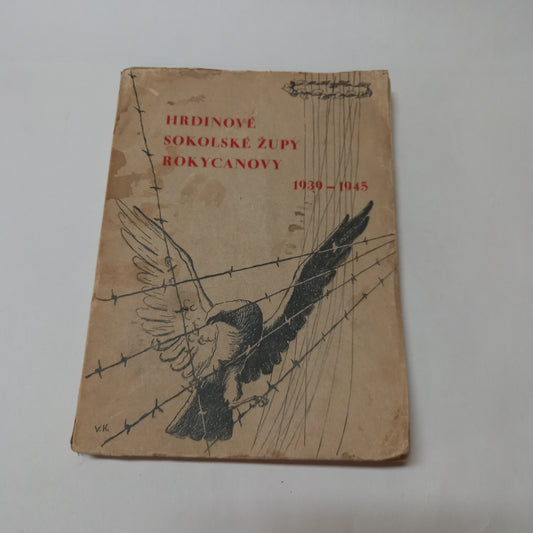 HRDINOVÉ
SOKOLSKÉ ŽUPY
ROKYCANOVY
1939-1945
V.K.